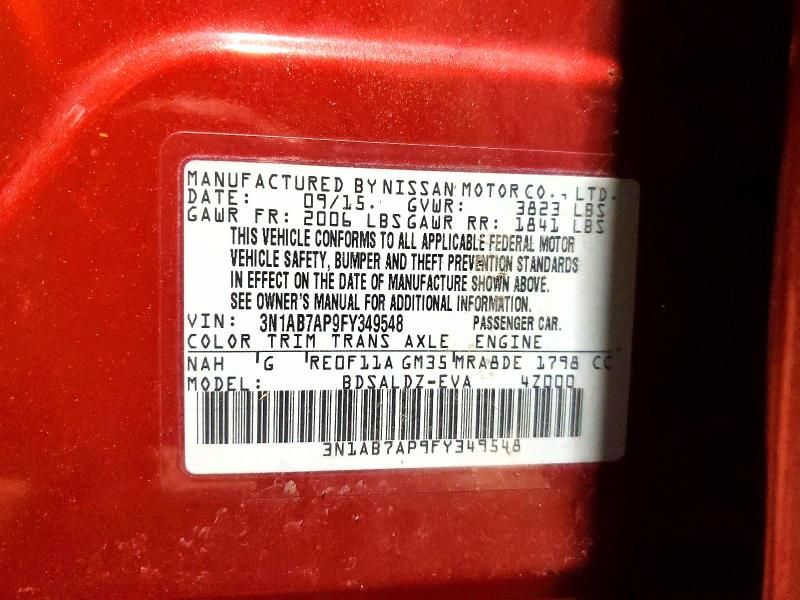 MANUFACTURED BY NISSAN MOTOR CO., LTD.
DATE: 09/15. GVWR: 3823 LBS
GAWR FR: 2006 LBS GAWR RR: 1841 LBS
THIS VEHICLE CONFORMS TO ALL APPLICABLE FEDERAL MOTOR
VEHICLE SAFETY, BUMPER AND THEFT PREVENTION STANDARDS
IN EFFECT ON THE DATE OF MANUFACTURE SHOWN ABOVE.
SEE OWNER'S MANUAL FOR ADDITIONAL INFORMATION.
VIN: 3N1AB7AP9FY349548 PASSENGER CAR.
COLOR TRIM TRANS AXLE ENGINE
NAH G RE0F11A GM35 MRA8DE 1798 CC
MODEL: BDSALDZ-EVA 4Z000
3N1AB7AP9FY349548